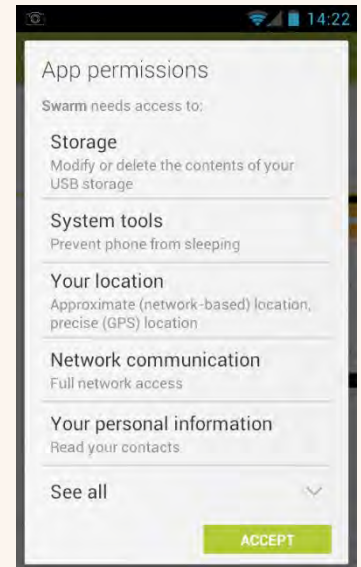 14:22
App permissions
Swarm needs access to:
Storage
Modify or delete the contents of your
USB storage
System tools
Prevent phone from sleeping
Your location
Approximate (network-based) location,
precise (GPS) location
Network communication
Full network access
Your personal information
Read your contacts
See all
ACCEPT